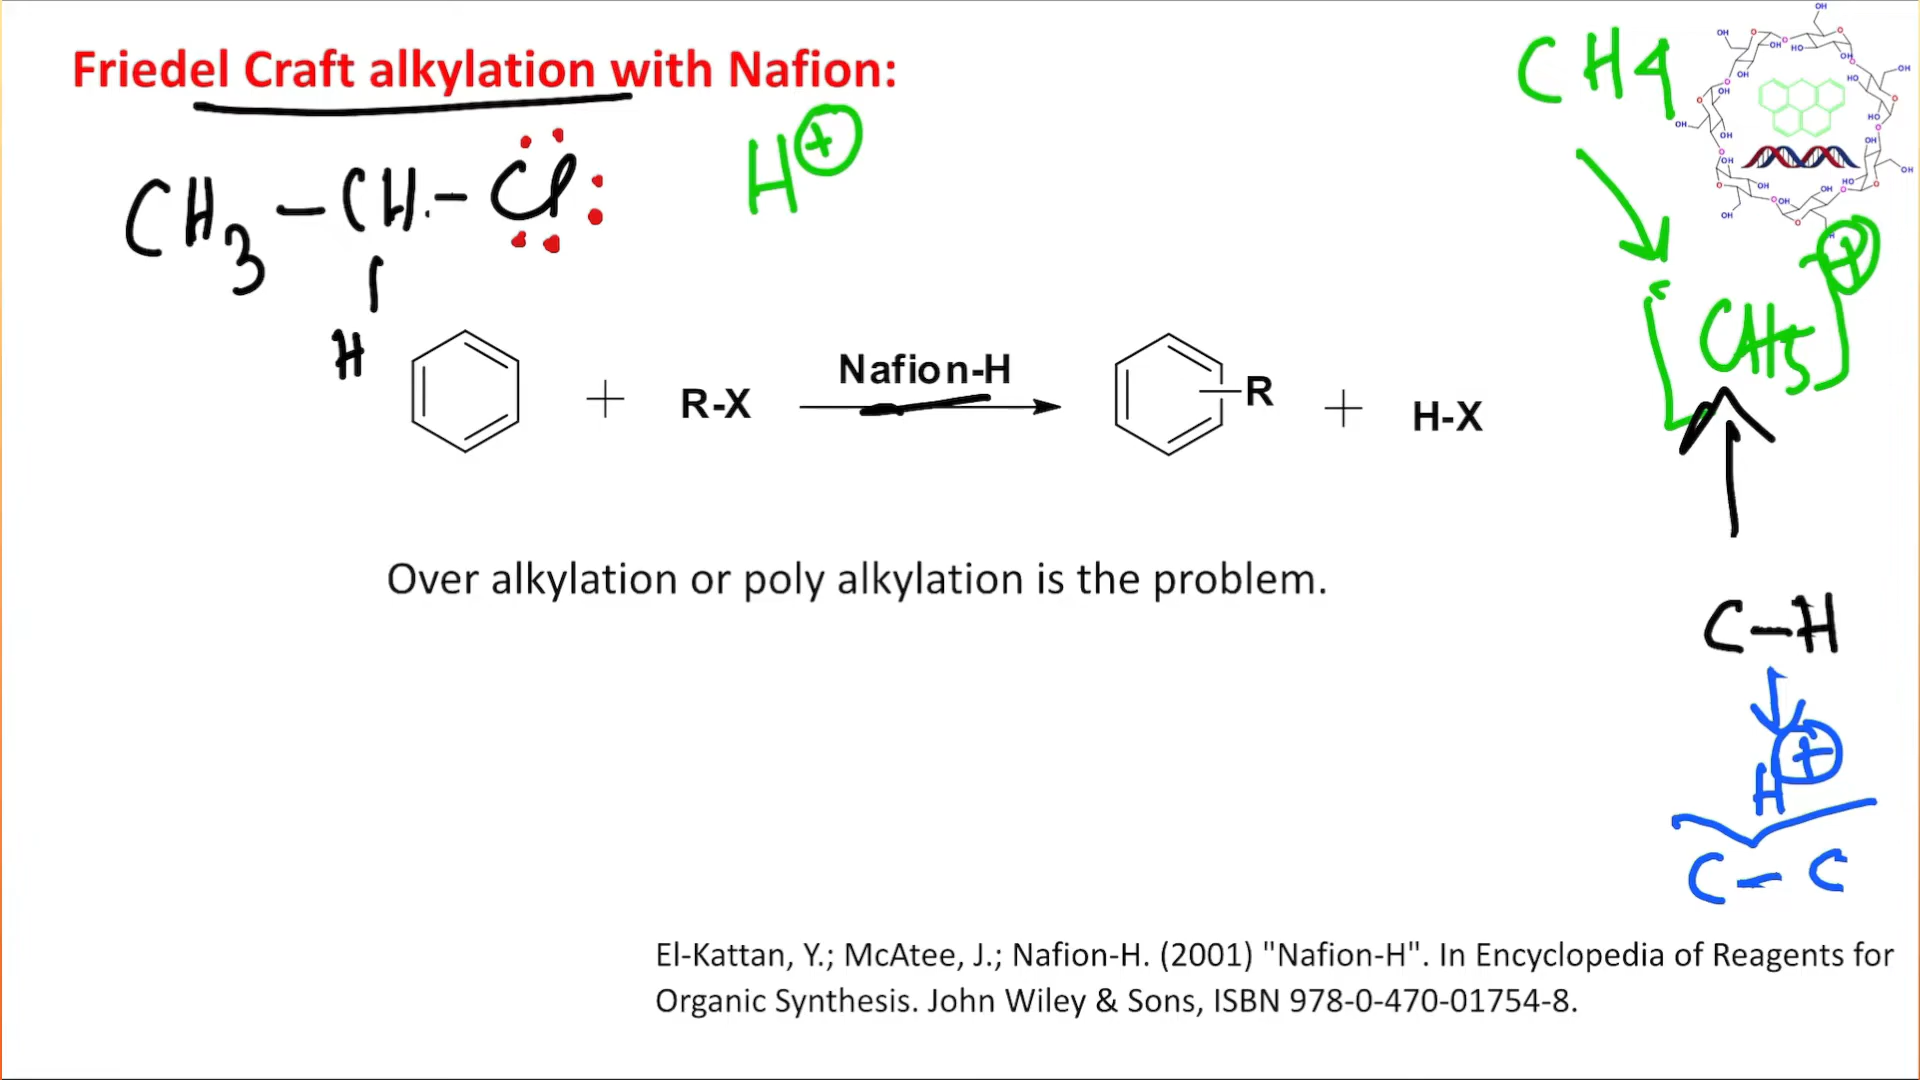 Friedel Craft alkylation with Nafion:
CH4
H⊕
CH3 – CH – Cl
H
[CH5]⊕
Nafion-H
+ R-X
R + H-X
Over alkylation or poly alkylation is the problem.
C–H
H⊕
C–C
El-Kattan, Y.; McAtee, J.; Nafion-H. (2001) "Nafion-H". In Encyclopedia of Reagents for
Organic Synthesis. John Wiley & Sons, ISBN 978-0-470-01754-8.